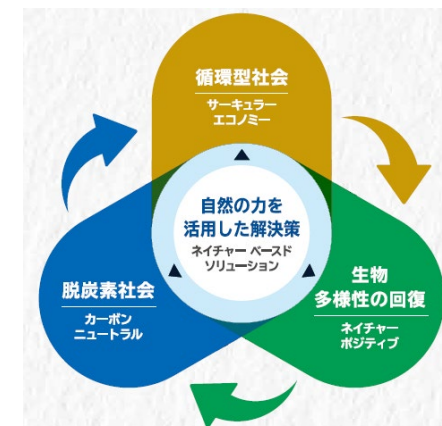 循環型社会
サーキュラー
エコノミー
自然の力を
活用した解決策
ネイチャー ベースド
ソリューション
脱炭素社会
カーボン
ニュートラル
生物
多様性の回復
ネイチャー
ポジティブ